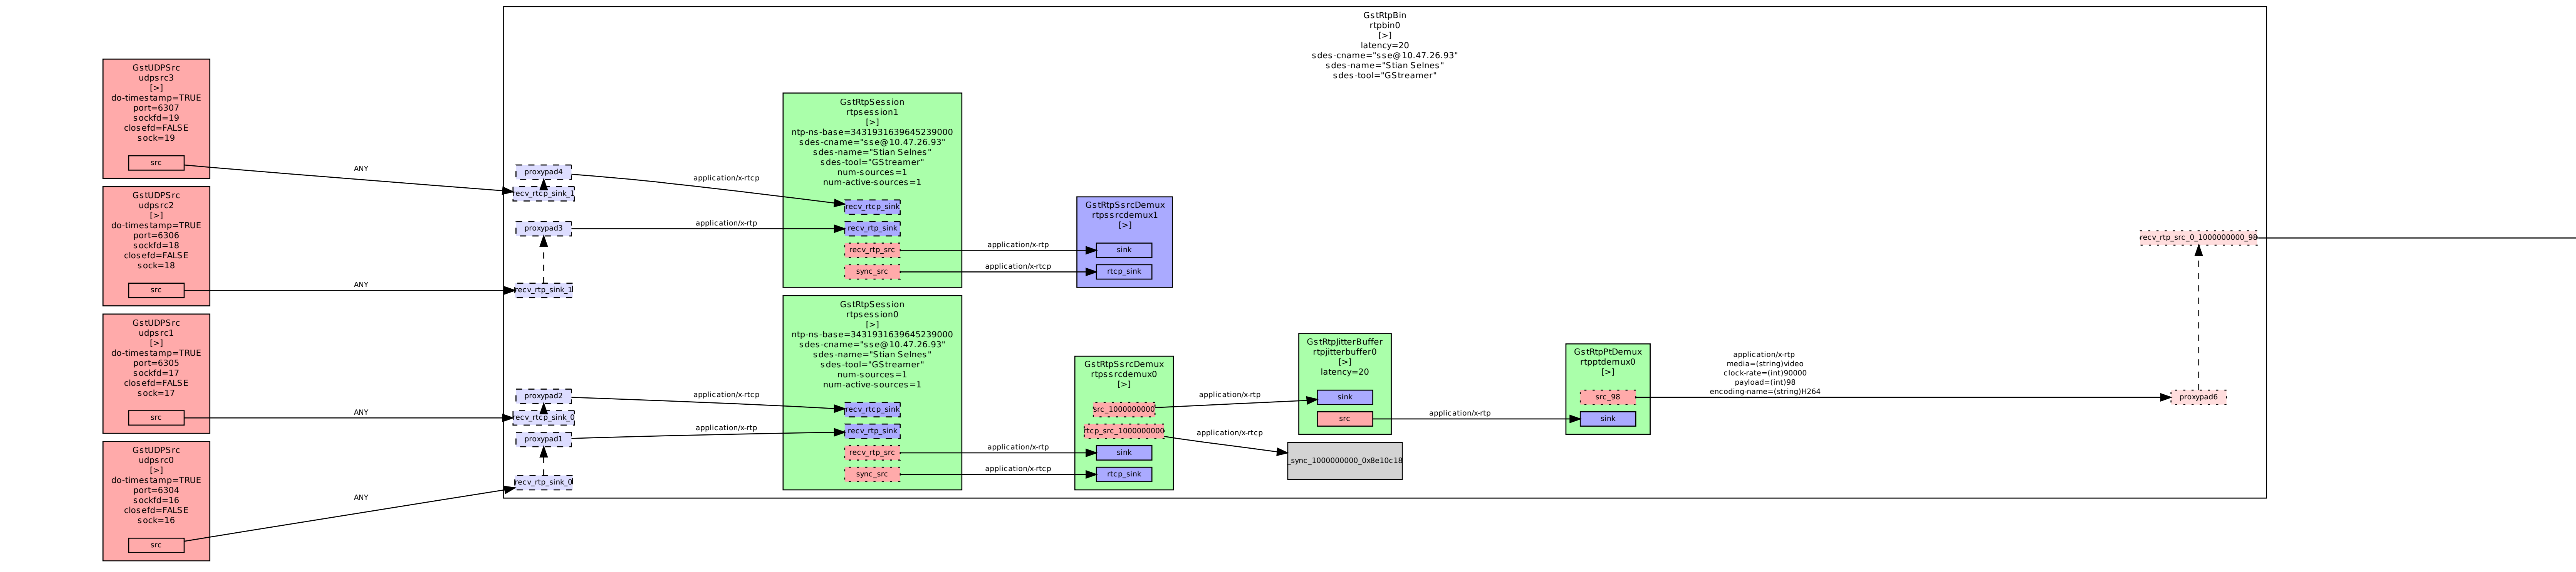 GstRtpBin
rtpbin0
[>]
latency=20
sdes-cname="sse@10.47.26.93"
sdes-name="Stian Selnes"
sdes-tool="GStreamer"
GstUDPSrc
udpsrc3
[>]
do-timestamp=TRUE
port=6307
sockfd=19
closefd=FALSE
sock=19
src
ANY
GstUDPSrc
udpsrc2
[>]
do-timestamp=TRUE
port=6306
sockfd=18
closefd=FALSE
sock=18
src
ANY
GstUDPSrc
udpsrc1
[>]
do-timestamp=TRUE
port=6305
sockfd=17
closefd=FALSE
sock=17
src
ANY
GstUDPSrc
udpsrc0
[>]
do-timestamp=TRUE
port=6304
sockfd=16
closefd=FALSE
sock=16
src
ANY
proxypad4
recv_rtcp_sink_1
proxypad3
recv_rtp_sink_1
proxypad2
recv_rtcp_sink_0
proxypad1
recv_rtp_sink_0
application/x-rtcp
application/x-rtp
application/x-rtcp
application/x-rtp
GstRtpSession
rtpsession1
[>]
ntp-ns-base=3431931639645239000
sdes-cname="sse@10.47.26.93"
sdes-name="Stian Selnes"
sdes-tool="GStreamer"
num-sources=1
num-active-sources=1
recv_rtcp_sink
recv_rtp_sink
recv_rtp_src
sync_src
application/x-rtp
application/x-rtcp
GstRtpSsrcDemux
rtpssrcdemux1
[>]
sink
rtcp_sink
GstRtpSession
rtpsession0
[>]
ntp-ns-base=3431931639645239000
sdes-cname="sse@10.47.26.93"
sdes-name="Stian Selnes"
sdes-tool="GStreamer"
num-sources=1
num-active-sources=1
recv_rtcp_sink
recv_rtp_sink
recv_rtp_src
sync_src
application/x-rtp
application/x-rtcp
GstRtpSsrcDemux
rtpssrcdemux0
[>]
src_1000000000
rtcp_src_1000000000
sink
rtcp_sink
application/x-rtp
application/x-rtcp
GstRtpJitterBuffer
rtpjitterbuffer0
[>]
latency=20
sink
src
_sync_1000000000_0x8e10c18
application/x-rtp
GstRtpPtDemux
rtpptdemux0
[>]
src_98
sink
application/x-rtp
media=(string)video
clock-rate=(int)90000
payload=(int)98
encoding-name=(string)H264
recv_rtp_src_0_1000000000_98
proxypad6